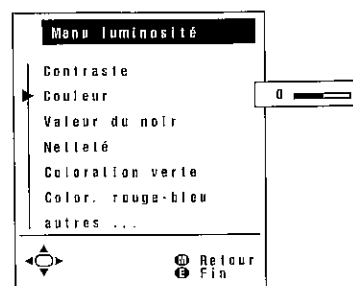 Menu luminosité
Contraste
Couleur
0
Valeur du noir
Netteté
Coloration verte
Color. rouge-bleu
autres ...
M Retour
E Fin